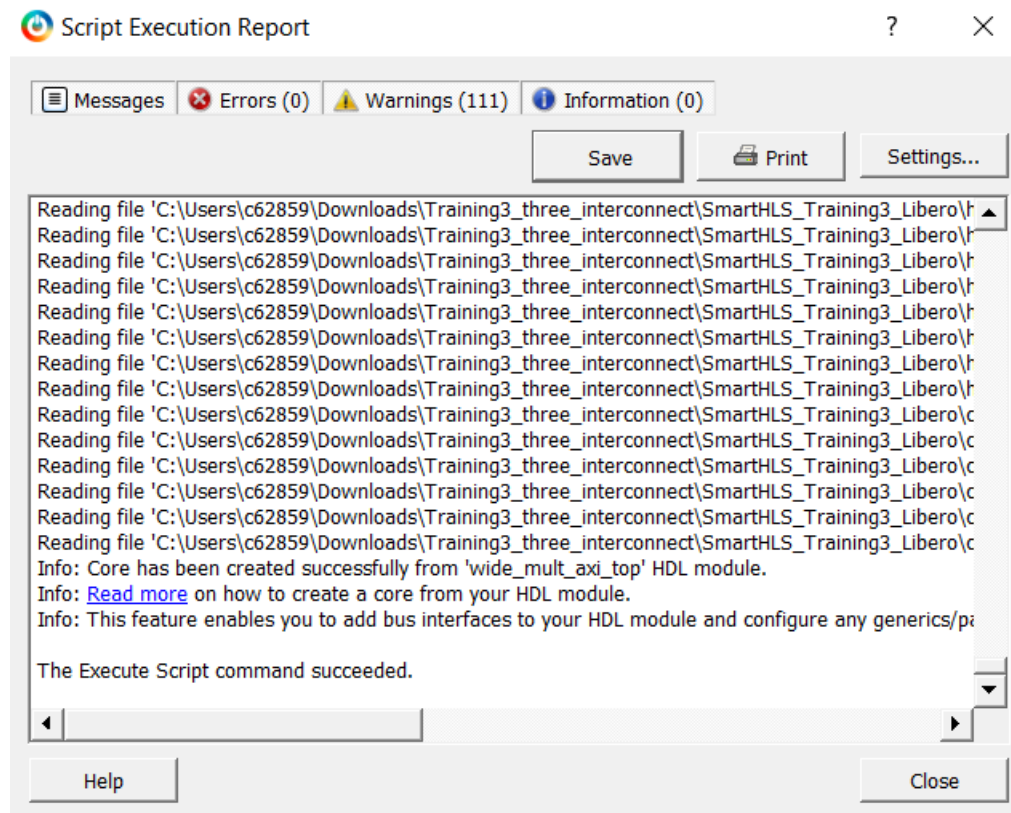 Script Execution Report
Messages Errors (0) Warnings (111) Information (0)
Save Print Settings...
Reading file 'C:\Users\c62859\Downloads\Training3_three_interconnect\SmartHLS_Training3_Libero\h
Reading file 'C:\Users\c62859\Downloads\Training3_three_interconnect\SmartHLS_Training3_Libero\h
Reading file 'C:\Users\c62859\Downloads\Training3_three_interconnect\SmartHLS_Training3_Libero\h
Reading file 'C:\Users\c62859\Downloads\Training3_three_interconnect\SmartHLS_Training3_Libero\h
Reading file 'C:\Users\c62859\Downloads\Training3_three_interconnect\SmartHLS_Training3_Libero\h
Reading file 'C:\Users\c62859\Downloads\Training3_three_interconnect\SmartHLS_Training3_Libero\h
Reading file 'C:\Users\c62859\Downloads\Training3_three_interconnect\SmartHLS_Training3_Libero\h
Reading file 'C:\Users\c62859\Downloads\Training3_three_interconnect\SmartHLS_Training3_Libero\h
Reading file 'C:\Users\c62859\Downloads\Training3_three_interconnect\SmartHLS_Training3_Libero\c
Reading file 'C:\Users\c62859\Downloads\Training3_three_interconnect\SmartHLS_Training3_Libero\c
Reading file 'C:\Users\c62859\Downloads\Training3_three_interconnect\SmartHLS_Training3_Libero\c
Reading file 'C:\Users\c62859\Downloads\Training3_three_interconnect\SmartHLS_Training3_Libero\c
Reading file 'C:\Users\c62859\Downloads\Training3_three_interconnect\SmartHLS_Training3_Libero\c
Reading file 'C:\Users\c62859\Downloads\Training3_three_interconnect\SmartHLS_Training3_Libero\c
Info: Core has been created successfully from 'wide_mult_axi_top' HDL module.
Info: Read more on how to create a core from your HDL module.
Info: This feature enables you to add bus interfaces to your HDL module and configure any generics/pa
The Execute Script command succeeded.
Help Close